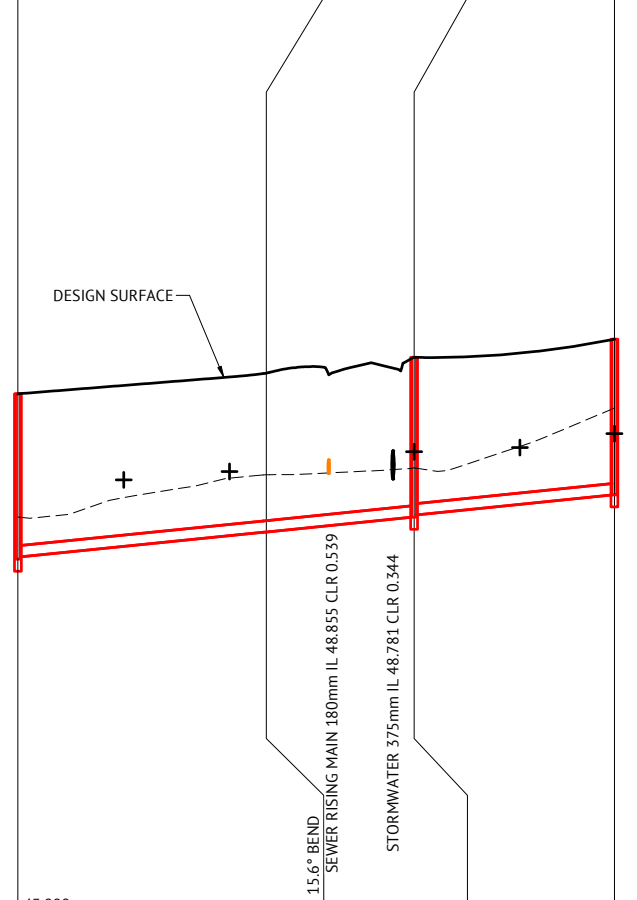 DESIGN SURFACE
15.6° BEND
SEWER RISING MAIN 180mm IL 48.855 CLR 0.539
STORMWATER 375mm IL 48.781 CLR 0.344